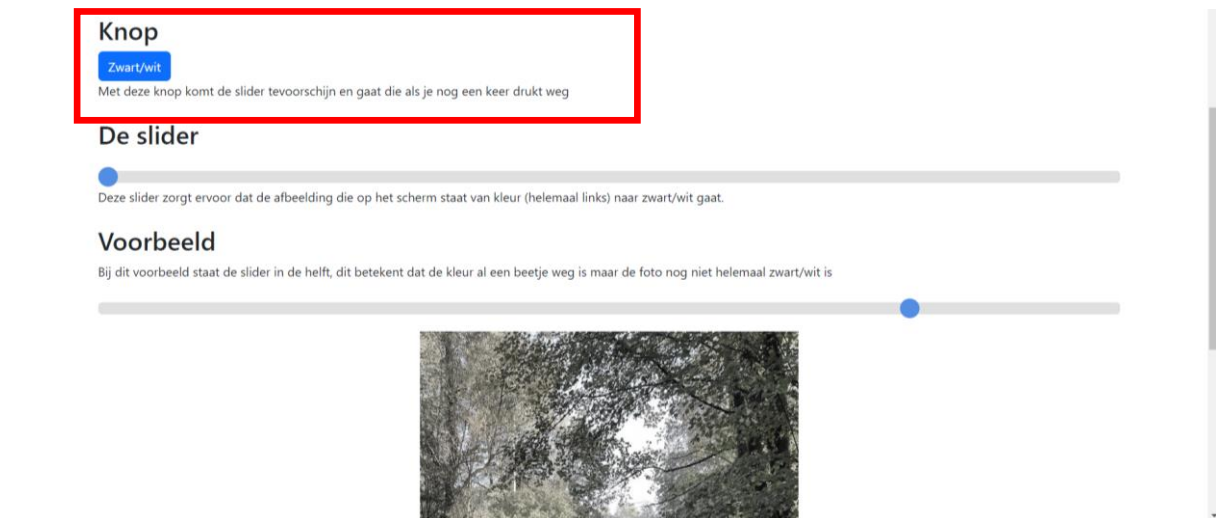 Knop
Zwart/wit
Met deze knop komt de slider tevoorschijn en gaat die als je nog een keer drukt weg
De slider
Deze slider zorgt ervoor dat de afbeelding die op het scherm staat van kleur (helemaal links) naar zwart/wit gaat.
Voorbeeld
Bij dit voorbeeld staat de slider in de helft, dit betekent dat de kleur al een beetje weg is maar de foto nog niet helemaal zwart/wit is